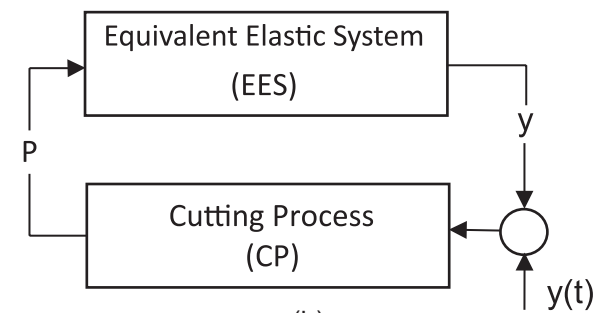 Equivalent Elastic System
(EES)
y
P
Cutting Process
(CP)
y(t)